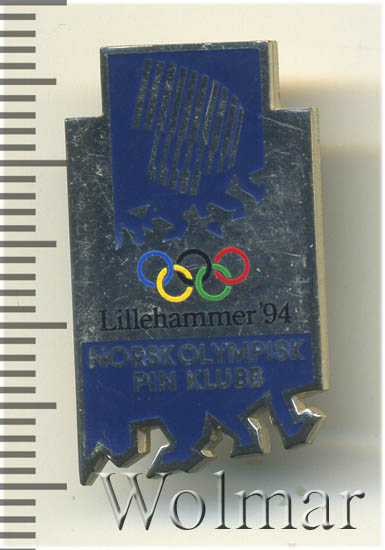 Lillehammer '94
NORSK OLYMPISK
PIN KLUBB
Wolmar